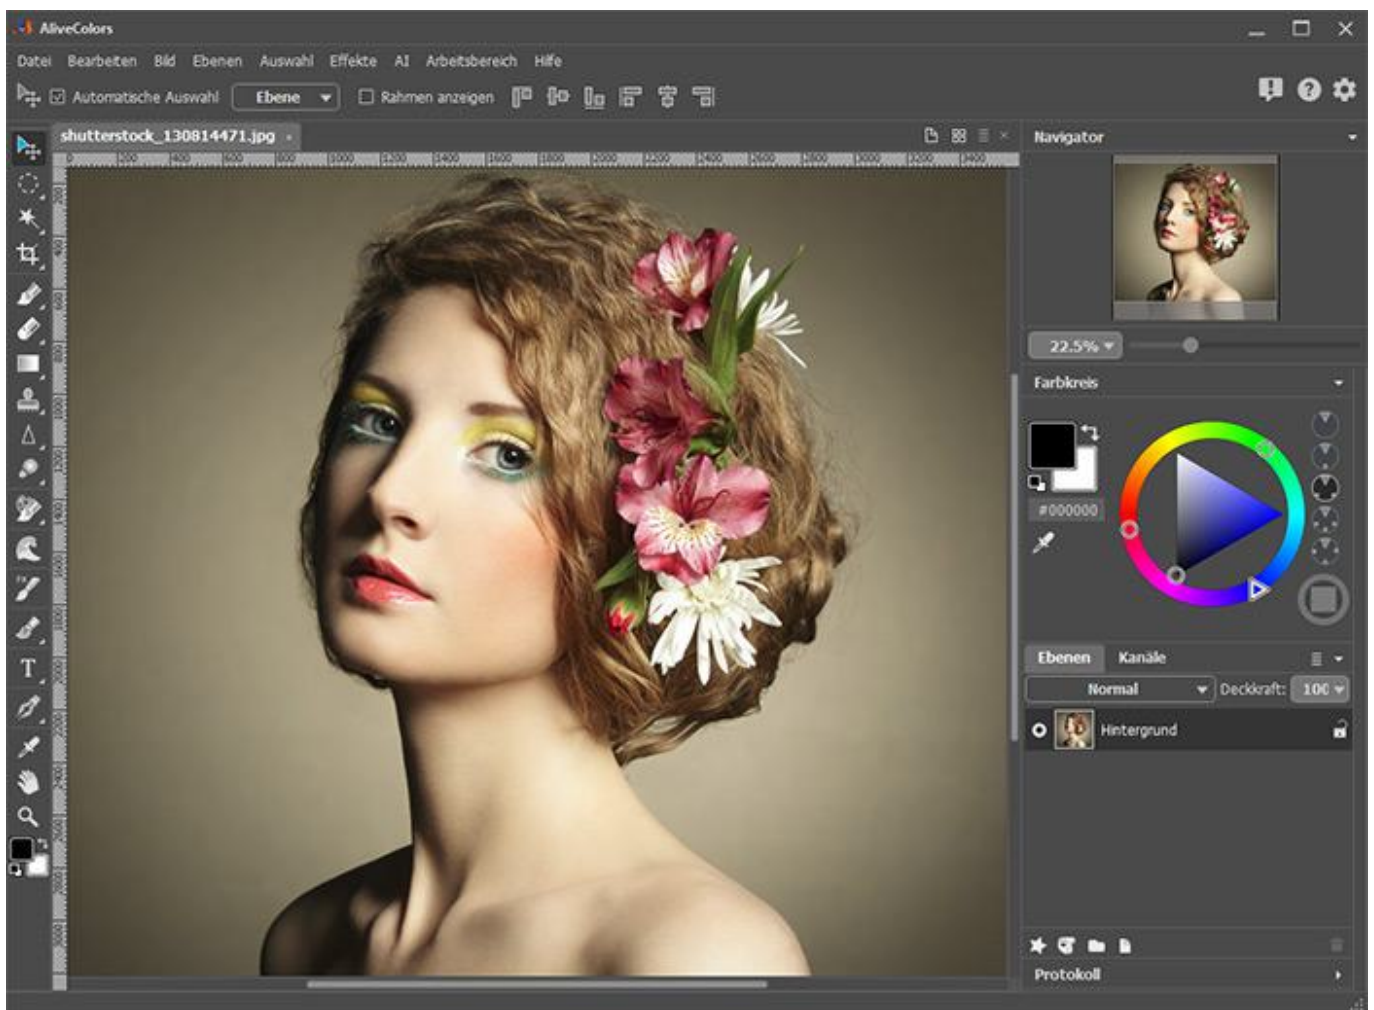 AliveColors
Datei Bearbeiten Bild Ebenen Auswahl Effekte AI Arbeitsbereich Hilfe
Automatische Auswahl Ebene Rahmen anzeigen
shutterstock_130814471.jpg
Navigator
22.5%
Farbkreis
#000000
Ebenen Kanäle
Normal Deckkraft: 100
Hintergrund
Protokoll